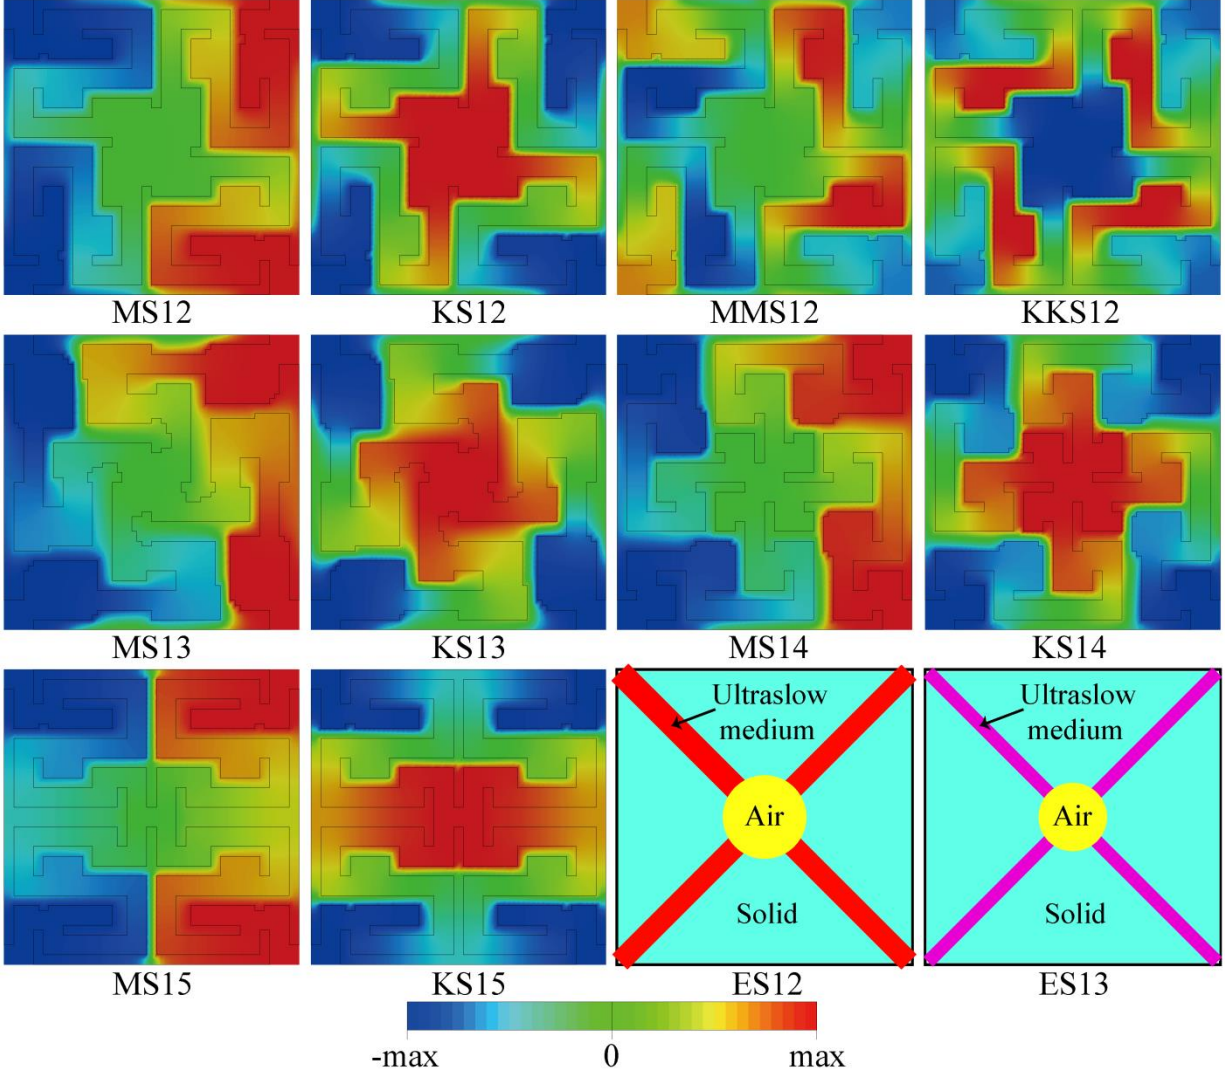 MS12 KS12 MMS12 KKS12
MS13 KS13 MS14 KS14
Ultraslow
medium
Air
Solid
Ultraslow
medium
Air
Solid
MS15 KS15 ES12 ES13
-max 0 max